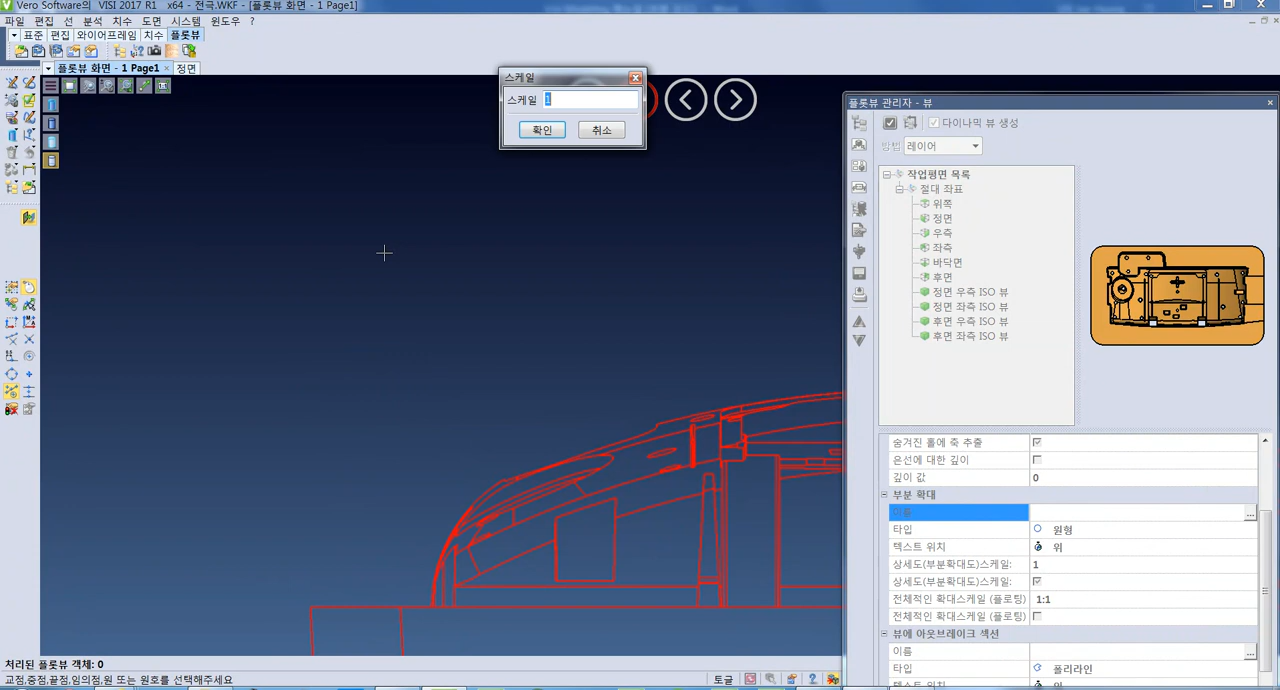 Vero Software의 VISI 2017 R1 x64 - 전극.WKF - [플롯뷰 화면 - 1 Page1]
파일 편집 선 분석 치수 도면 시스템 윈도우 ?
표준 편집 와이어프레임 치수 플롯뷰
플롯뷰 화면 - 1 Page1 정면
스케일
스케일 1
확인 취소
플롯뷰 관리자 - 뷰
다이나믹 뷰 생성
방법 레이어
작업평면 목록
절대 좌표
위쪽
정면
우측
좌측
바닥면
후면
정면 우측 ISO 뷰
정면 좌측 ISO 뷰
후면 우측 ISO 뷰
후면 좌측 ISO 뷰
숨겨진 홀에 축 추출
은선에 대한 깊이
깊이 값 0
부분 확대
이름 ...
타입 원형
텍스트 위치 위
상세도(부분확대도)스케일: 1
상세도(부분확대도)스케일:
전체적인 확대스케일 (플로팅) 1:1
전체적인 확대스케일 (플로팅)
뷰에 아웃브레이크 섹션
이름 ...
타입 폴리라인
텍스트 위치 위
처리된 플롯뷰 객체: 0
교점,중점,끝점,임의점,원 또는 원호를 선택해주세요
토글